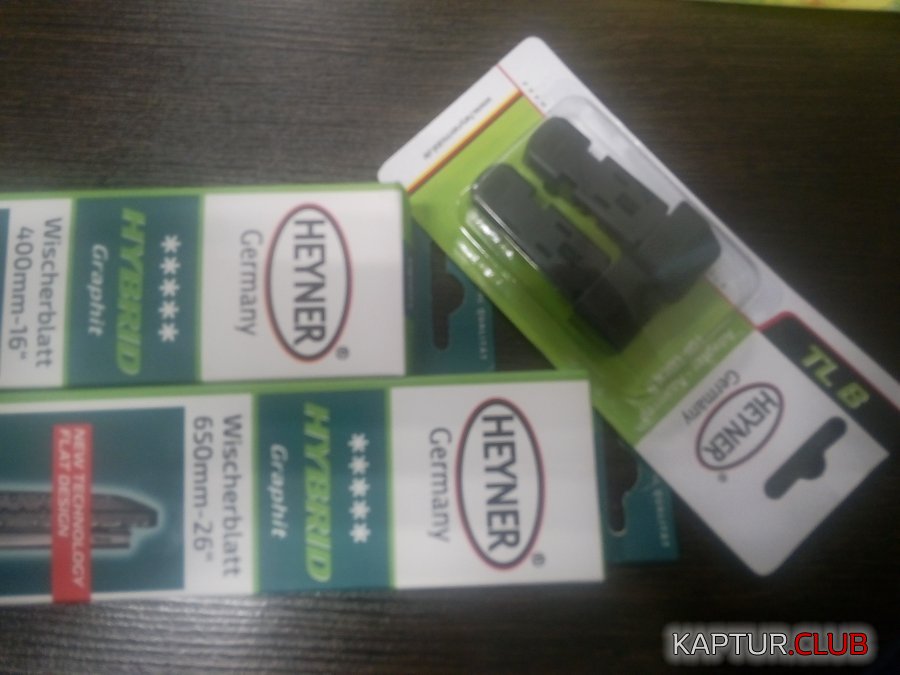 HEYNER
®
Germany
****
HYBRID
Graphit
Wischerblatt
400mm-16"
QUALITÄT
HEYNER
®
Germany
****
HYBRID
Graphit
Wischerblatt
650mm-26"
NEW TECHNOLOGY
FLAT DESIGN
TL B
HEYNER
®
Germany
KAPTUR.CLUB